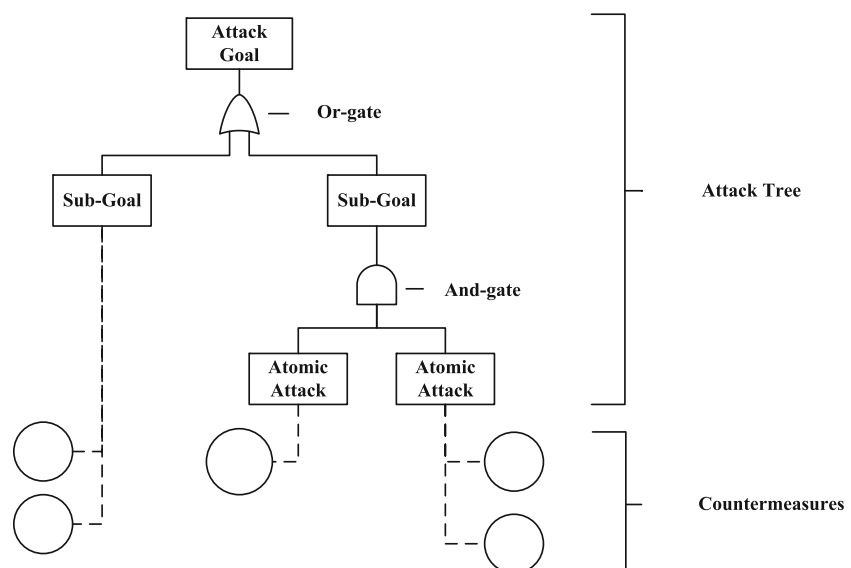 Attack
Goal
Or-gate
Sub-Goal
Sub-Goal
Attack Tree
And-gate
Atomic
Attack
Atomic
Attack
Countermeasures